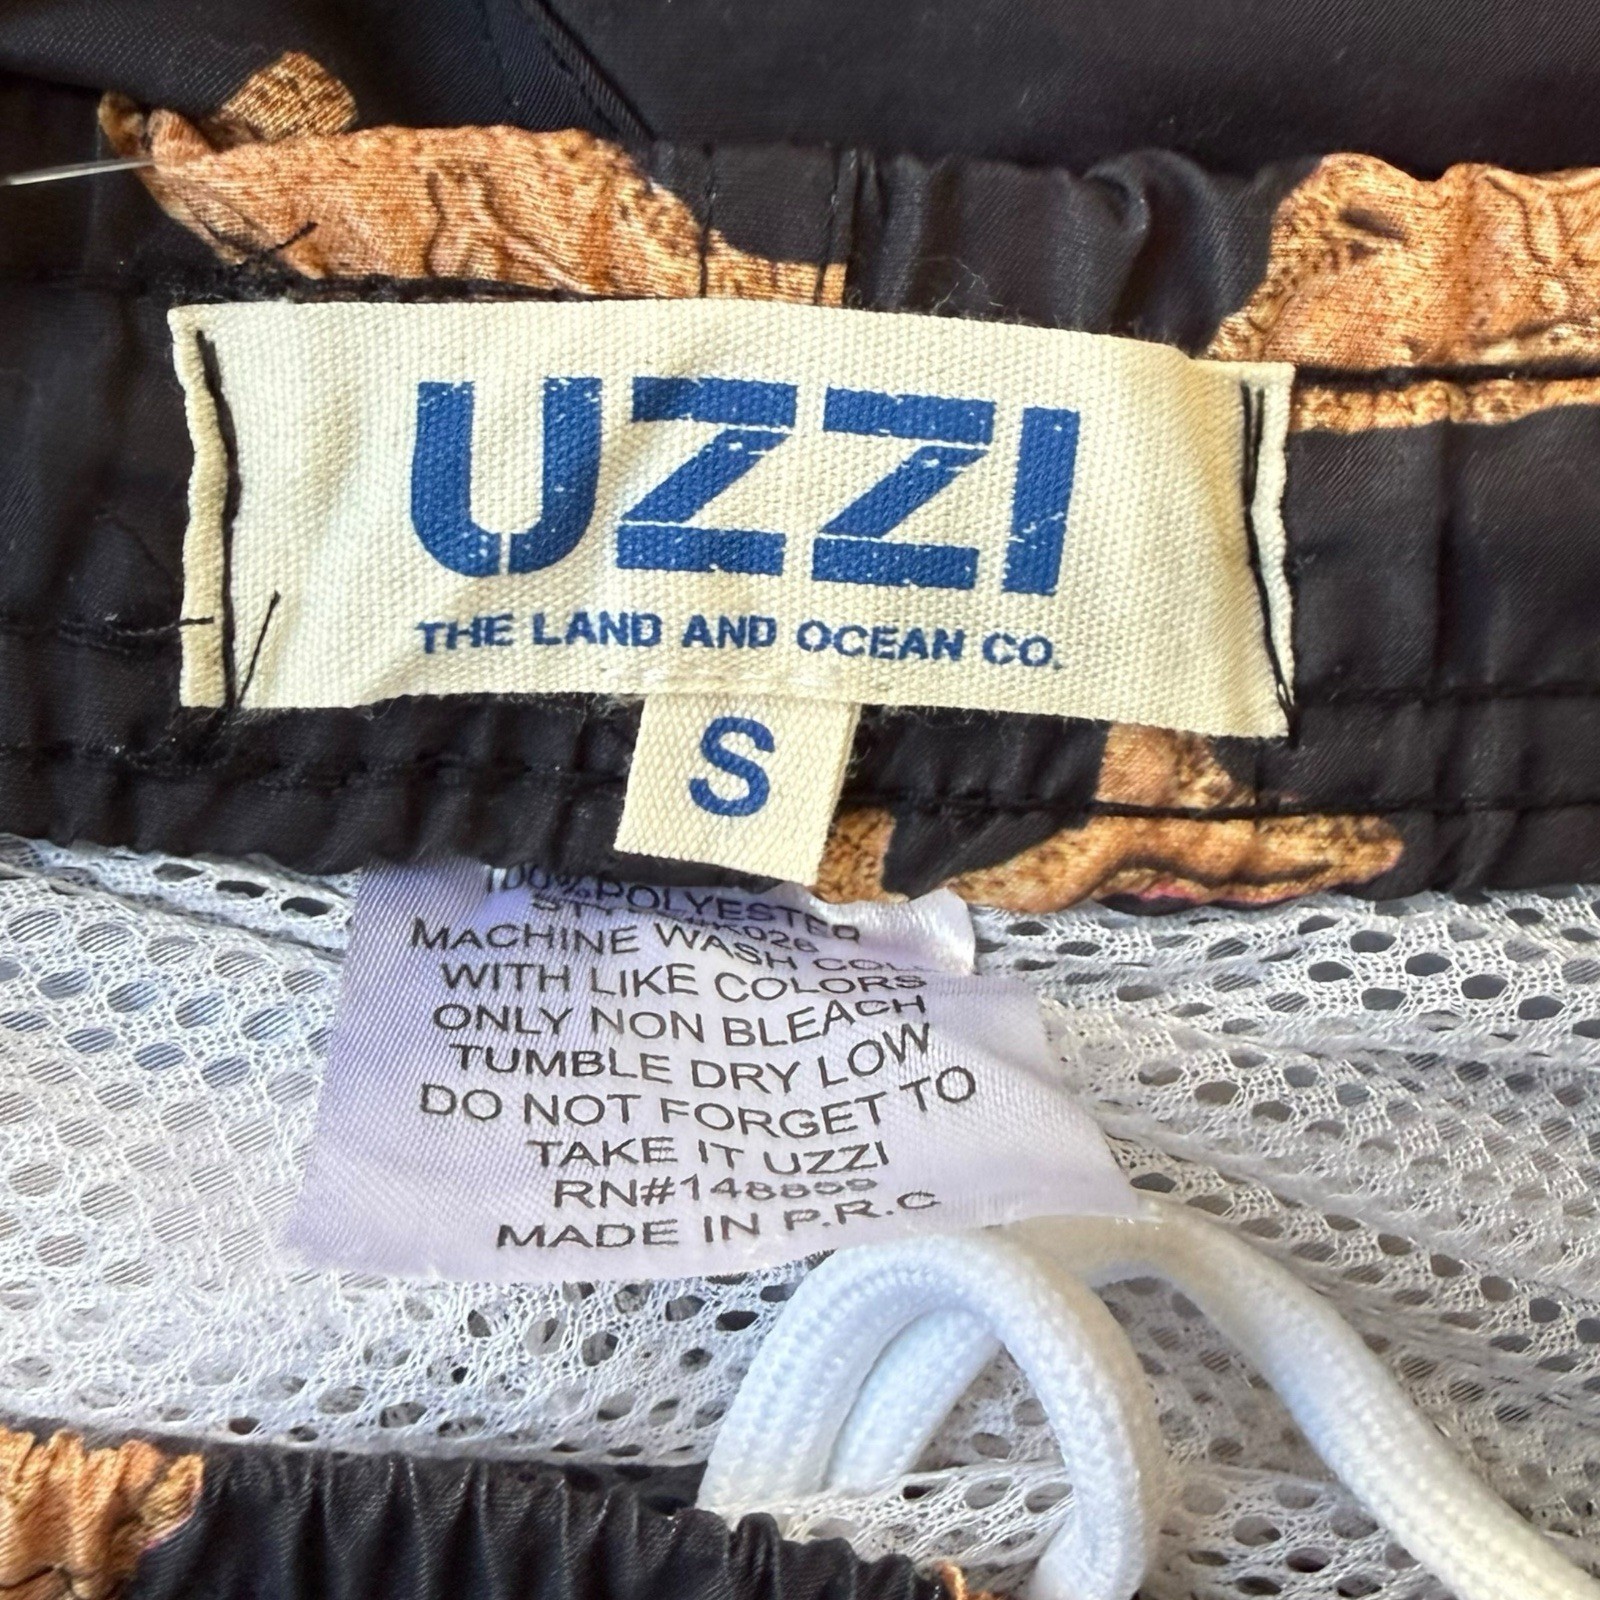 UZZI
THE LAND AND OCEAN CO.
S
100% POLYESTER
MACHINE WASH
WITH LIKE COLORS
ONLY NON BLEACH
TUMBLE DRY LOW
DO NOT FORGET TO
TAKE IT UZZI
MADE IN P.R.C